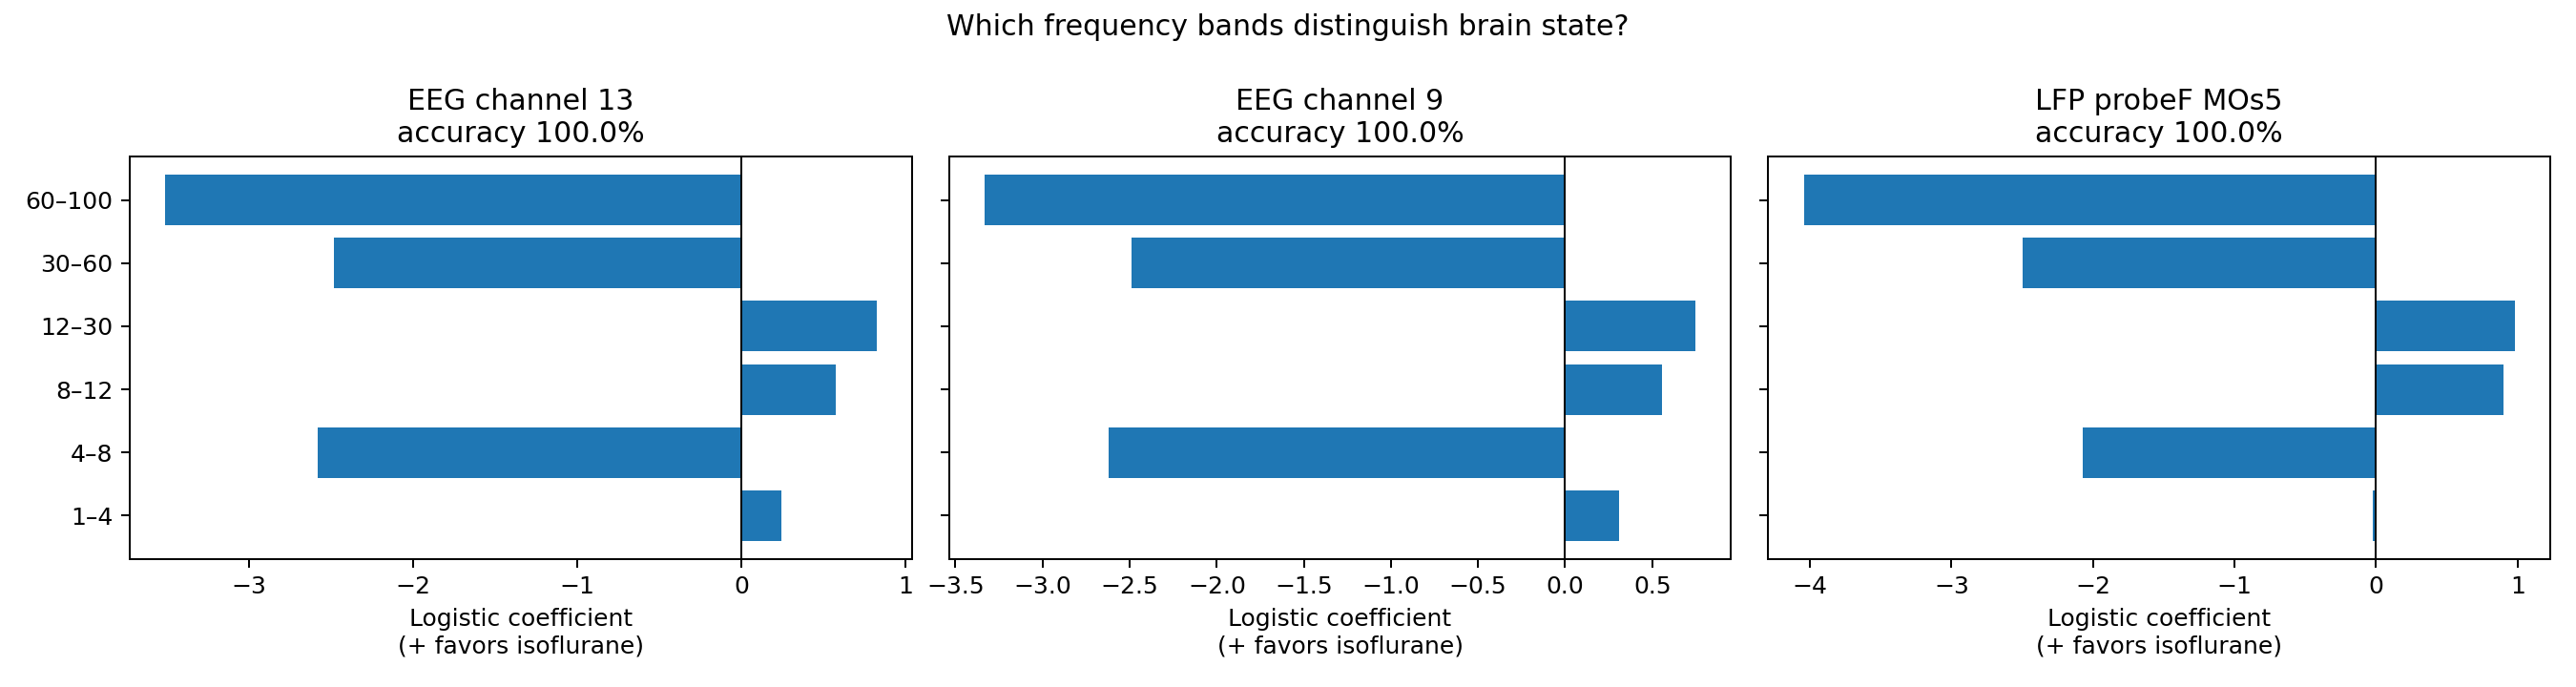 Which frequency bands distinguish brain state?
EEG channel 13
accuracy 100.0%
EEG channel 9
accuracy 100.0%
LFP probeF MOs5
accuracy 100.0%
60–100
30–60
12–30
8–12
4–8
1–4
−3 −2 −1 0 1
Logistic coefficient
(+ favors isoflurane)
−3.5 −3.0 −2.5 −2.0 −1.5 −1.0 −0.5 0.0 0.5
Logistic coefficient
(+ favors isoflurane)
−4 −3 −2 −1 0 1
Logistic coefficient
(+ favors isoflurane)